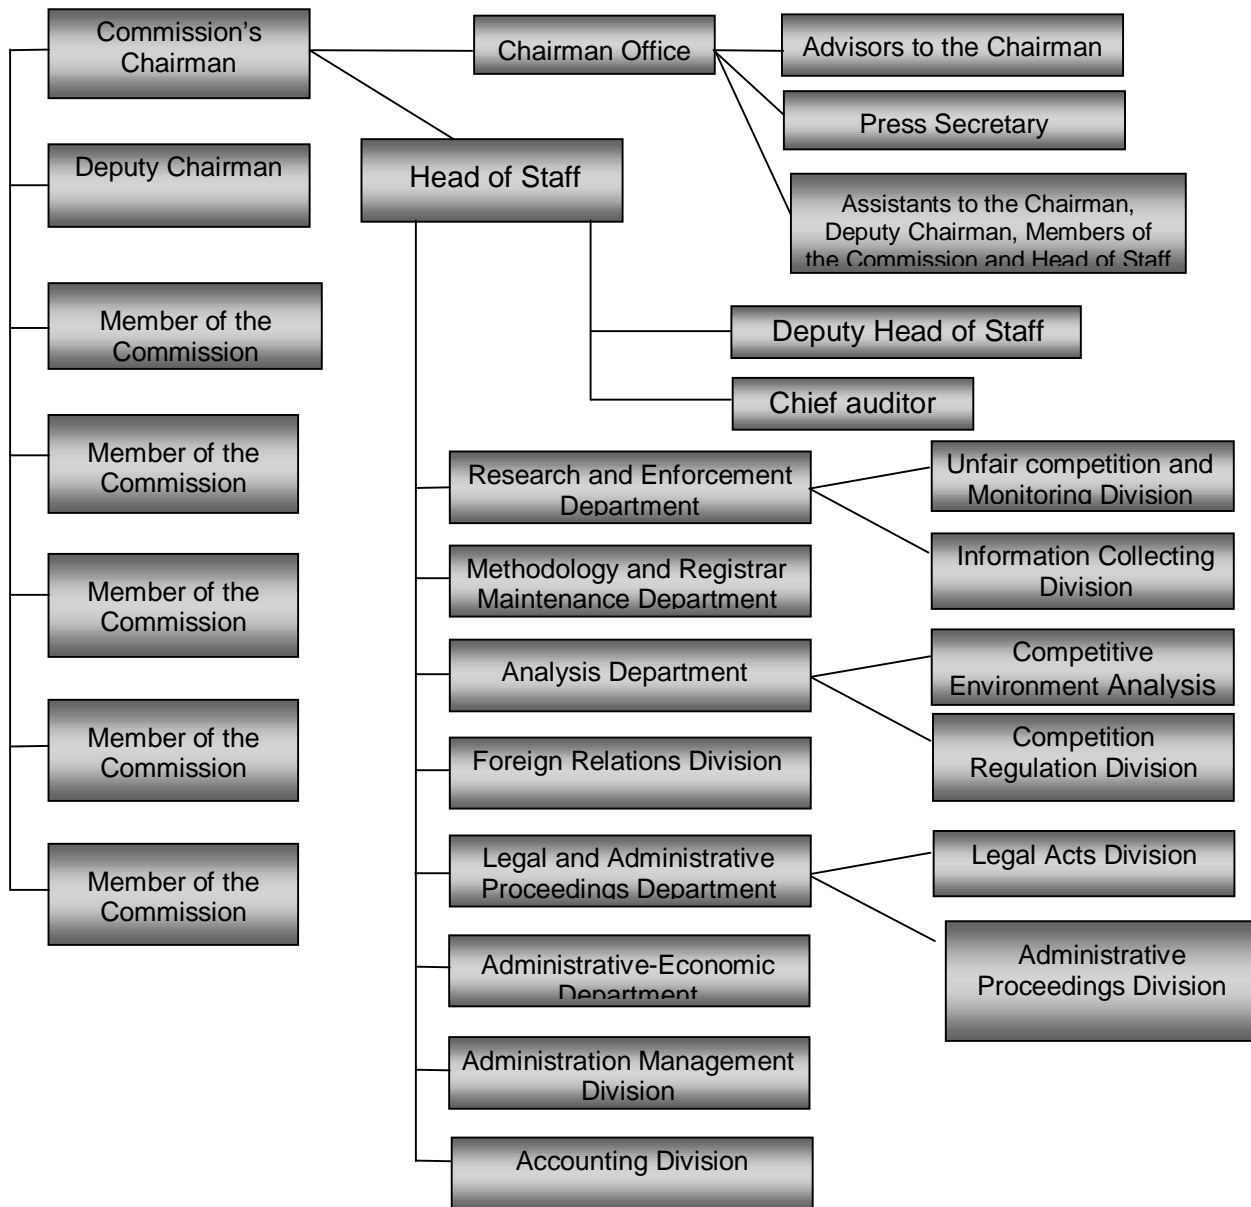 Commission's
Chairman
Chairman Office
Advisors to the Chairman
Press Secretary
Assistants to the Chairman,
Deputy Chairman, Members of
the Commission and Head of Staff
Deputy Chairman
Head of Staff
Member of the
Commission
Deputy Head of Staff
Chief auditor
Member of the
Commission
Member of the
Commission
Member of the
Commission
Member of the
Commission
Research and Enforcement
Department
Unfair competition and
Monitoring Division
Information Collecting
Division
Methodology and Registrar
Maintenance Department
Analysis Department
Competitive
Environment Analysis
Competition
Regulation Division
Foreign Relations Division
Legal and Administrative
Proceedings Department
Legal Acts Division
Administrative
Proceedings Division
Administrative-Economic
Department
Administration Management
Division
Accounting Division